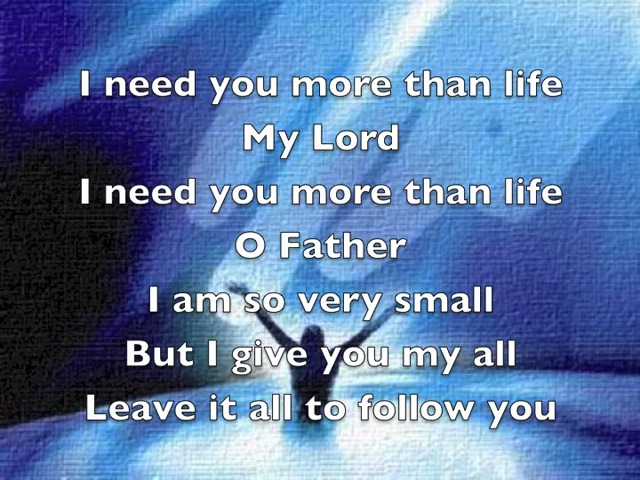 I need you more than life
My Lord
I need you more than life
O Father
I am so very small
But I give you my all
Leave it all to follow you